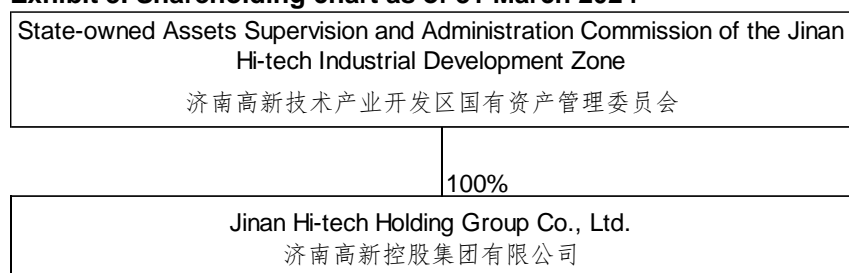 Exhibit 3. Shareholding chart as of 31 March 2024
State-owned Assets Supervision and Administration Commission of the Jinan
Hi-tech Industrial Development Zone
济南高新技术产业开发区国有资产管理委员会
100%
Jinan Hi-tech Holding Group Co., Ltd.
济南高新控股集团有限公司